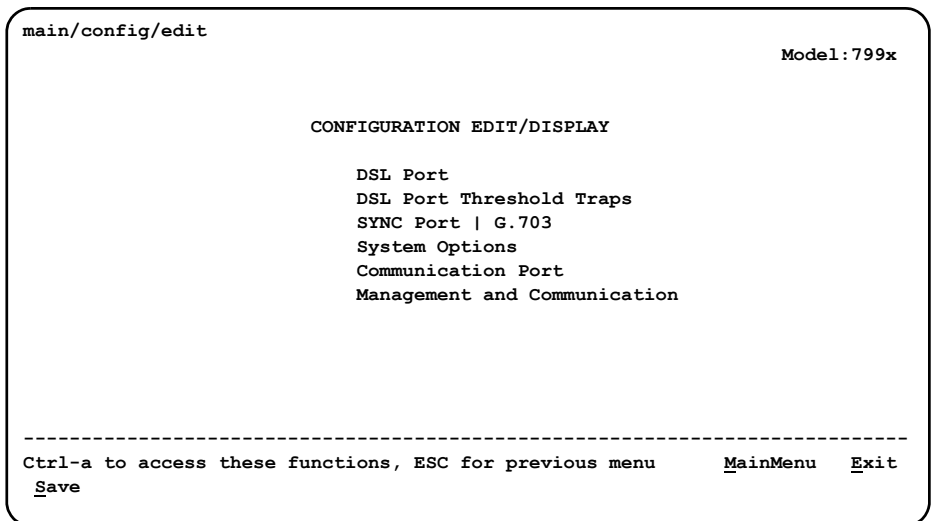 main/config/edit
Model:799x
CONFIGURATION EDIT/DISPLAY
DSL Port
DSL Port Threshold Traps
SYNC Port | G.703
System Options
Communication Port
Management and Communication
--------------------------------------------------------------------------------
Ctrl-a to access these functions, ESC for previous menu MainMenu Exit
Save